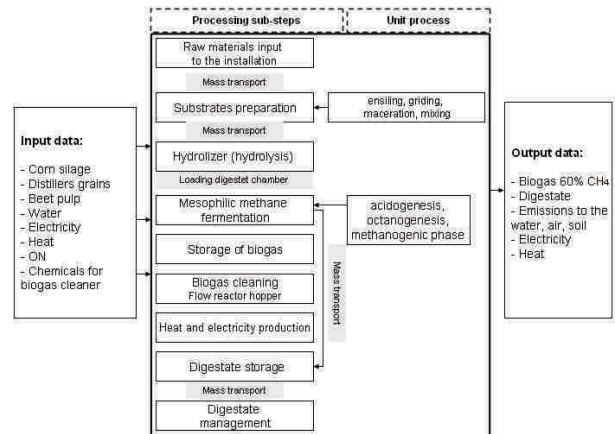 Processing sub-steps
Unit process
Input data:
- Corn silage
- Distillers grains
- Beet pulp
- Water
- Electricity
- Heat
- ON
- Chemicals for
biogas cleaner
Raw materials input
to the installation
Mass transport
Substrates preparation
ensiling, griding,
maceration, mixing
Mass transport
Hydrolizer (hydrolysis)
Loading digestet chamber
Mesophilic methane
fermentation
acidogenesis,
octanogenesis,
methanogenic phase
Storage of biogas
Biogas cleaning
Flow reactor hopper
Mass transport
Heat and electricity production
Digestate storage
Mass transport
Digestate
management
Output data:
- Biogas 60% CH4
- Digestate
- Emissions to the
water, air, soil
- Electricity
- Heat